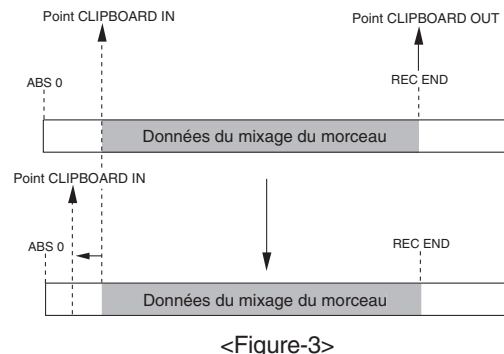 Point CLIPBOARD IN
Point CLIPBOARD OUT
ABS 0
REC END
Données du mixage du morceau
Point CLIPBOARD IN
ABS 0
REC END
Données du mixage du morceau
<Figure-3>